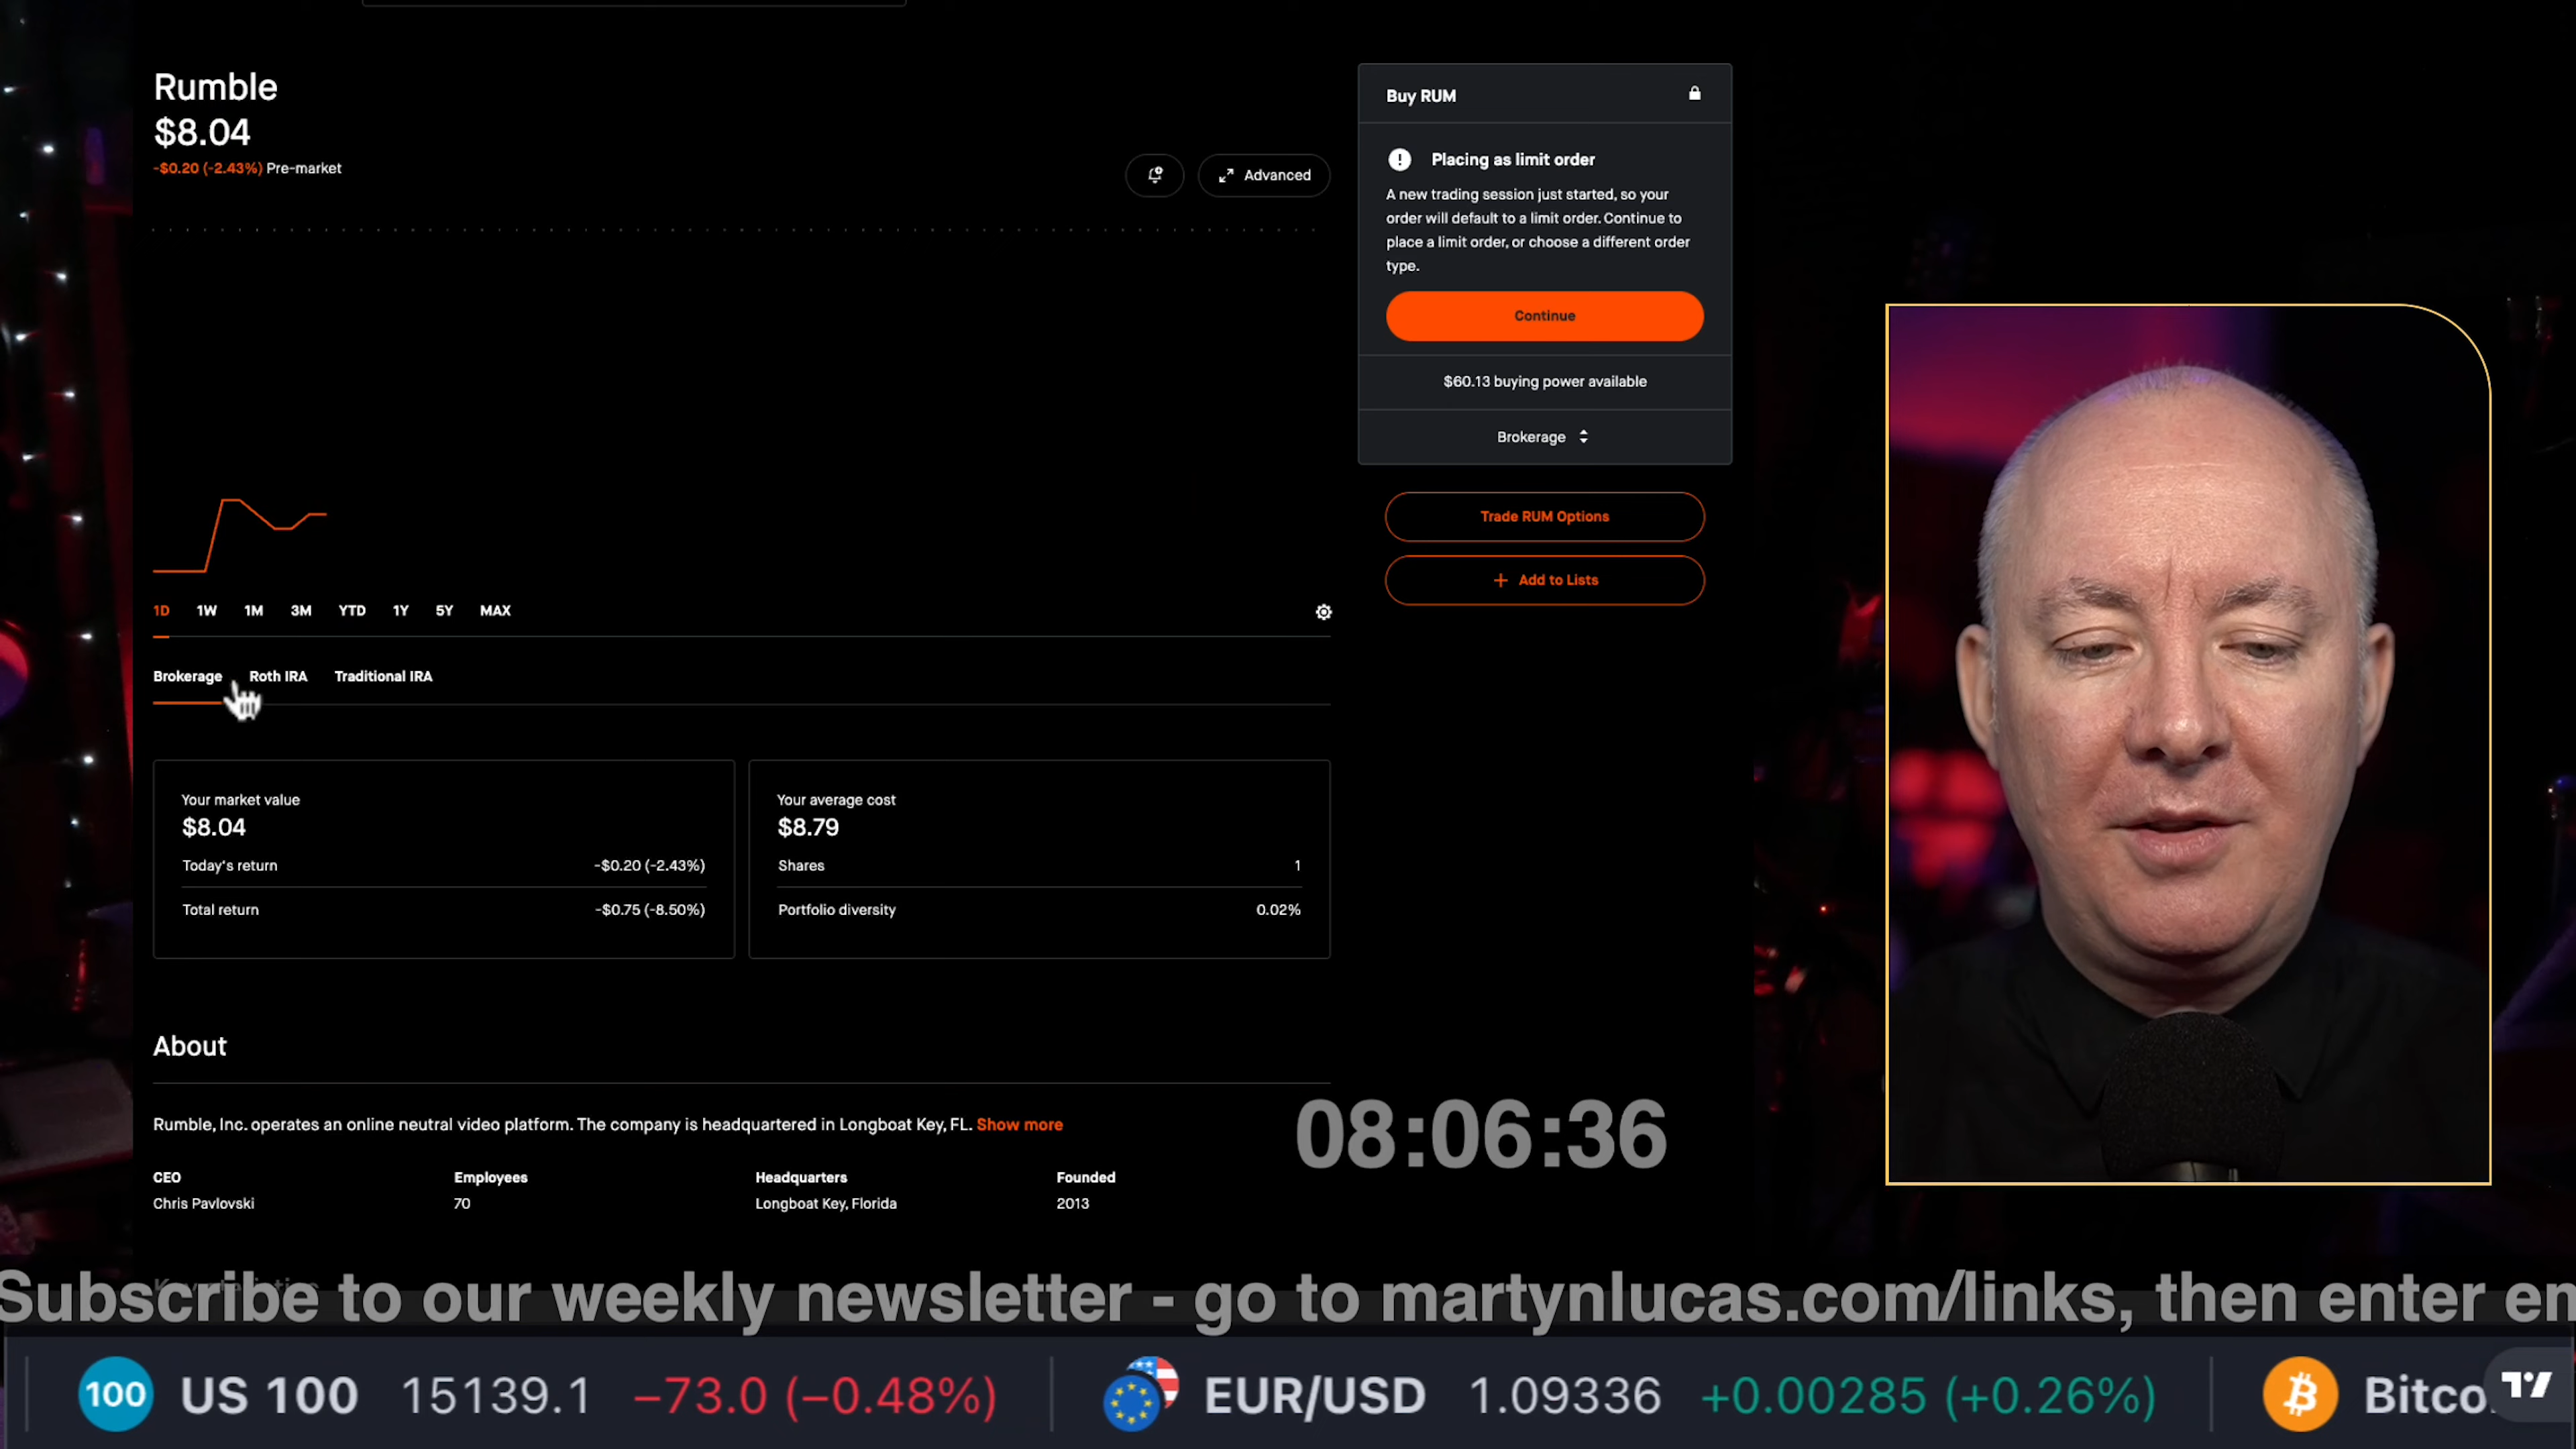 Rumble
$8.04
-$0.20 (-2.43%) Pre-market
Advanced
Buy RUM
Placing as limit order
A new trading session just started, so your
order will default to a limit order. Continue to
place a limit order, or choose a different order
type.
Continue
$60.13 buying power available
Brokerage
Trade RUM Options
+ Add to Lists
1D 1W 1M 3M YTD 1Y 5Y MAX
Brokerage Roth IRA Traditional IRA
Your market value
$8.04
Today's return -$0.20 (-2.43%)
Total return -$0.75 (-8.50%)
Your average cost
$8.79
Shares 1
Portfolio diversity 0.02%
About
Rumble, Inc. operates an online neutral video platform. The company is headquartered in Longboat Key, FL. Show more
CEO Employees Headquarters Founded
Chris Pavlovski 70 Longboat Key, Florida 2013
08:06:36
Subscribe to our weekly newsletter - go to martynlucas.com/links, then enter em
100 US 100 15139.1 −73.0 (−0.48%) EUR/USD 1.09336 +0.00285 (+0.26%) Bitco